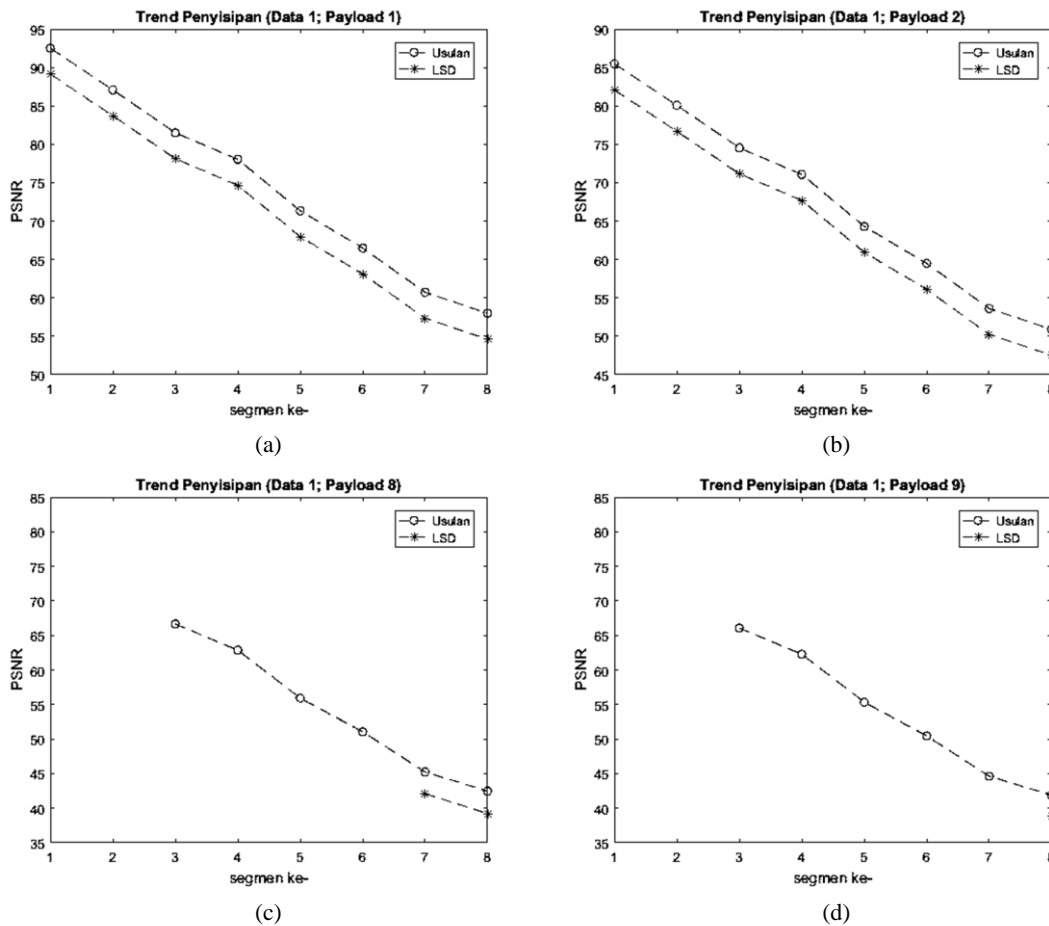 Trend Penyisipan {Data 1; Payload 1}
95
90
85
80
75
70
65
60
55
50
PSNR
Usulan
LSD
1 2 3 4 5 6 7 8
segmen ke-
(a)
Trend Penyisipan {Data 1; Payload 2}
90
85
80
75
70
65
60
55
50
45
PSNR
Usulan
LSD
1 2 3 4 5 6 7 8
segmen ke-
(b)
Trend Penyisipan {Data 1; Payload 8}
85
80
75
70
65
60
55
50
45
40
35
PSNR
Usulan
LSD
1 2 3 4 5 6 7 8
segmen ke-
(c)
Trend Penyisipan {Data 1; Payload 9}
85
80
75
70
65
60
55
50
45
40
35
PSNR
Usulan
LSD
1 2 3 4 5 6 7 8
segmen ke-
(d)